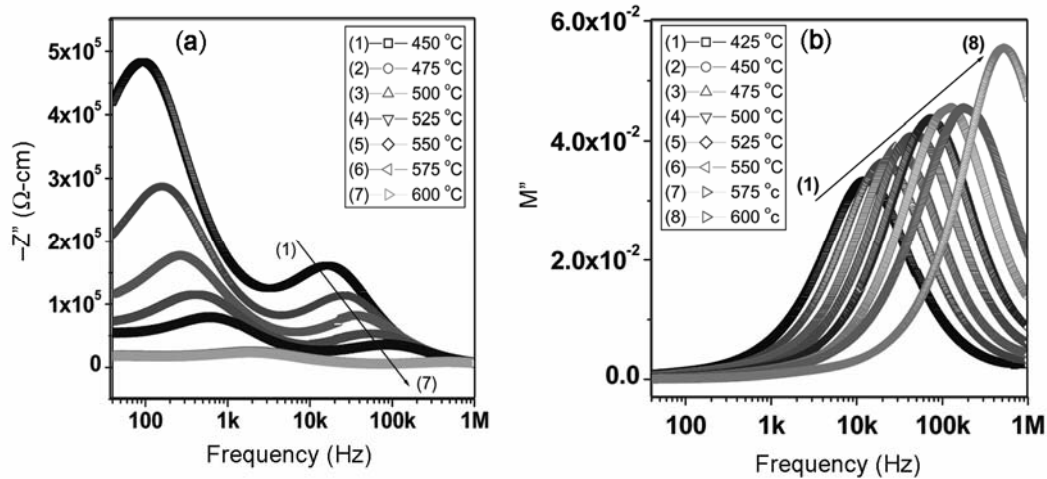 (a)
−Z" (Ω-cm)
5x10⁵
4x10⁵
3x10⁵
2x10⁵
1x10⁵
0
100
1k
10k
100k
1M
Frequency (Hz)
(1) 450 °C
(2) 475 °C
(3) 500 °C
(4) 525 °C
(5) 550 °C
(6) 575 °C
(7) 600 °C
(1)
(7)
(b)
M"
6.0x10⁻²
4.0x10⁻²
2.0x10⁻²
0.0
100
1k
10k
100k
1M
Frequency (Hz)
(1) 425 °C
(2) 450 °C
(3) 475 °C
(4) 500 °C
(5) 525 °C
(6) 550 °C
(7) 575 °c
(8) 600 °c
(1)
(8)